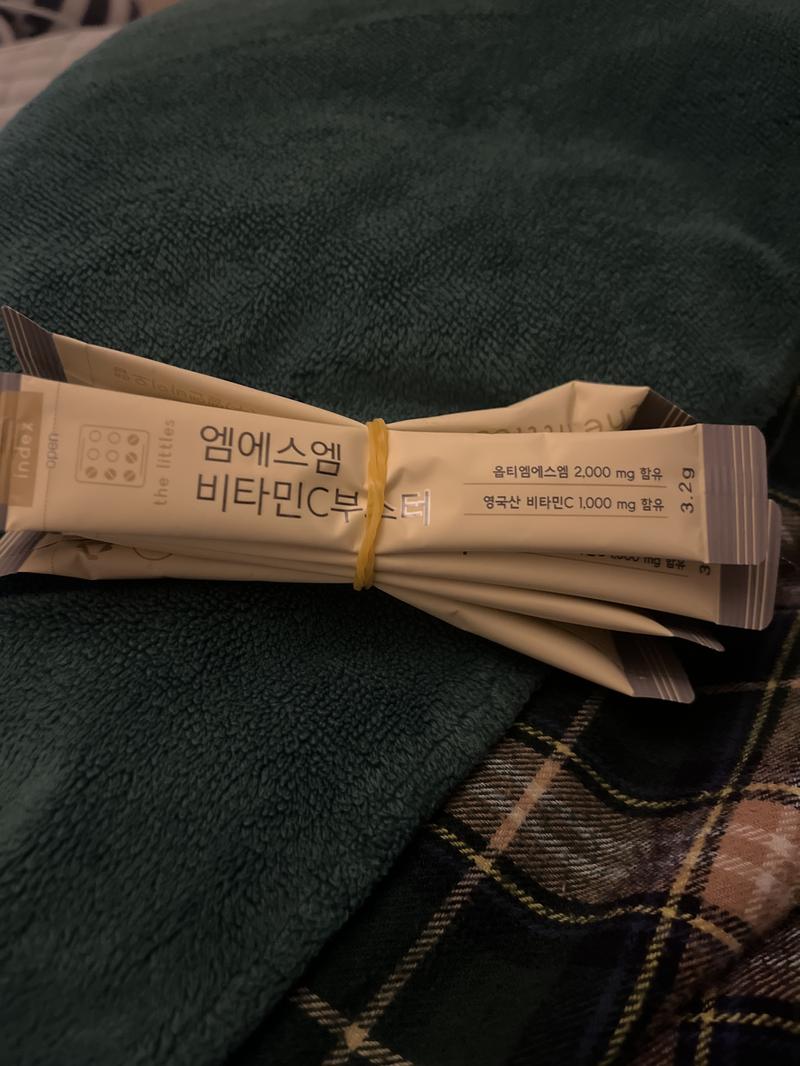 index
open
the littles
엠에스엠
비타민C부스터
옵티엠에스엠 2,000 mg 함유
영국산 비타민C 1,000 mg 함유
3.2g